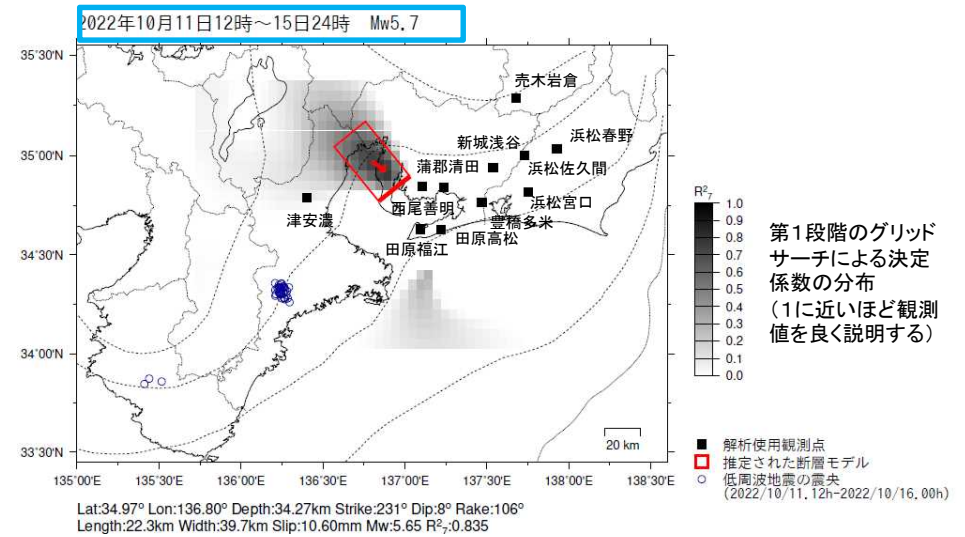 2022年10月11日12時～15日24時 Mw5.7
35°30'N
35°00'N
34°30'N
34°00'N
33°30'N
135°00'E
135°30'E
136°00'E
136°30'E
137°00'E
137°30'E
138°00'E
138°30'E
売木岩倉
新城浅谷
浜松春野
蒲郡清田
浜松佐久間
津安濃
西尾善明
浜松宮口
豊橋多米
田原福江
田原高松
20 km
R²₇
1.0
0.9
0.8
0.7
0.6
0.5
0.4
0.3
0.2
0.1
0.0
第1段階のグリッド
サーチによる決定
係数の分布
(1に近いほど観測
値を良く説明する)
解析使用観測点
推定された断層モデル
低周波地震の震央
(2022/10/11.12h-2022/10/16.00h)
Lat:34.97° Lon:136.80° Depth:34.27km Strike:231° Dip:8° Rake:106°
Length:22.3km Width:39.7km Slip:10.60mm Mw:5.65 R²₇:0.835